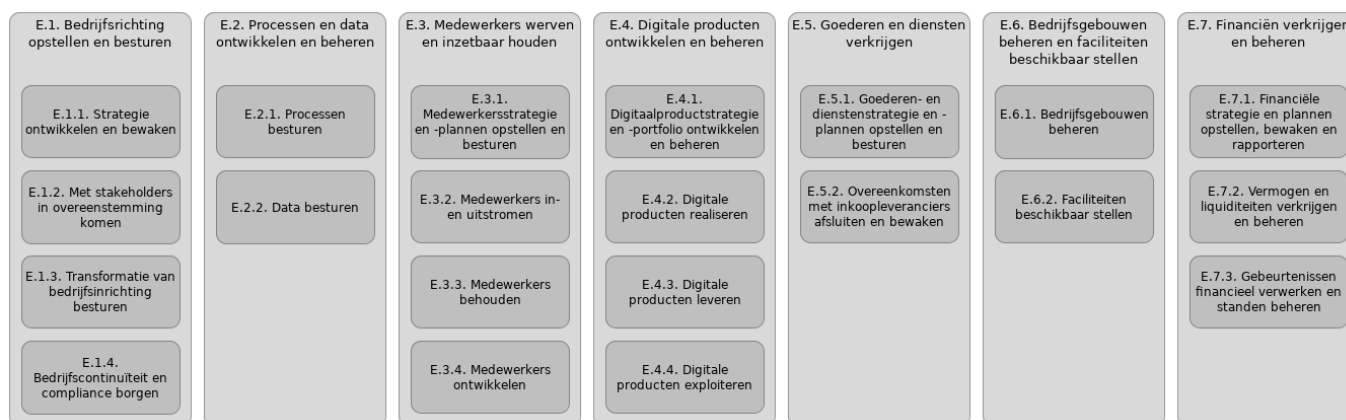 E.1. Bedrijfsrichting
opstellen en besturen
E.1.1. Strategie
ontwikkelen en bewaken
E.1.2. Met stakeholders
in overeenstemming
komen
E.1.3. Transformatie van
bedrijfsinrichting
besturen
E.1.4.
Bedrijfscontinuïteit en
compliance borgen
E.2. Processen en data
ontwikkelen en beheren
E.2.1. Processen
besturen
E.2.2. Data besturen
E.3. Medewerkers werven
en inzetbaar houden
E.3.1.
Medewerkersstrategie
en -plannen opstellen en
besturen
E.3.2. Medewerkers in-
en uitstromen
E.3.3. Medewerkers
behouden
E.3.4. Medewerkers
ontwikkelen
E.4. Digitale producten
ontwikkelen en beheren
E.4.1.
Digitaalproductstrategie
en -portfolio ontwikkelen
en beheren
E.4.2. Digitale
producten realiseren
E.4.3. Digitale
producten leveren
E.4.4. Digitale
producten exploiteren
E.5. Goederen en diensten
verkrijgen
E.5.1. Goederen- en
dienstenstrategie en -
plannen opstellen en
besturen
E.5.2. Overeenkomsten
met inkoopleveranciers
afsluiten en bewaken
E.6. Bedrijfsgebouwen
beheren en faciliteiten
beschikbaar stellen
E.6.1. Bedrijfsgebouwen
beheren
E.6.2. Faciliteiten
beschikbaar stellen
E.7. Financiën verkrijgen
en beheren
E.7.1. Financiële
strategie en plannen
opstellen, bewaken en
rapporteren
E.7.2. Vermogen en
liquiditeiten verkrijgen
en beheren
E.7.3. Gebeurtenissen
financieel verwerken en
standen beheren